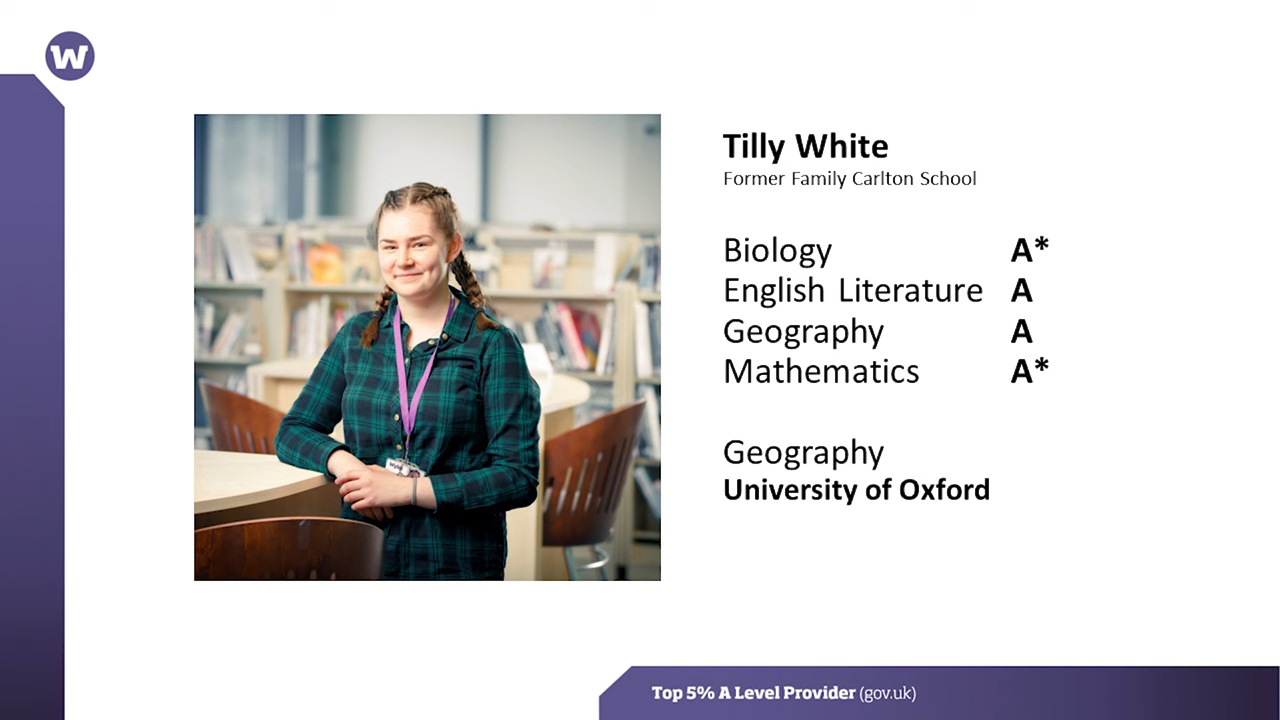 W
Tilly White
Former Family Carlton School
Biology A*
English Literature A
Geography A
Mathematics A*
Geography
University of Oxford
Top 5% A Level Provider (gov.uk)